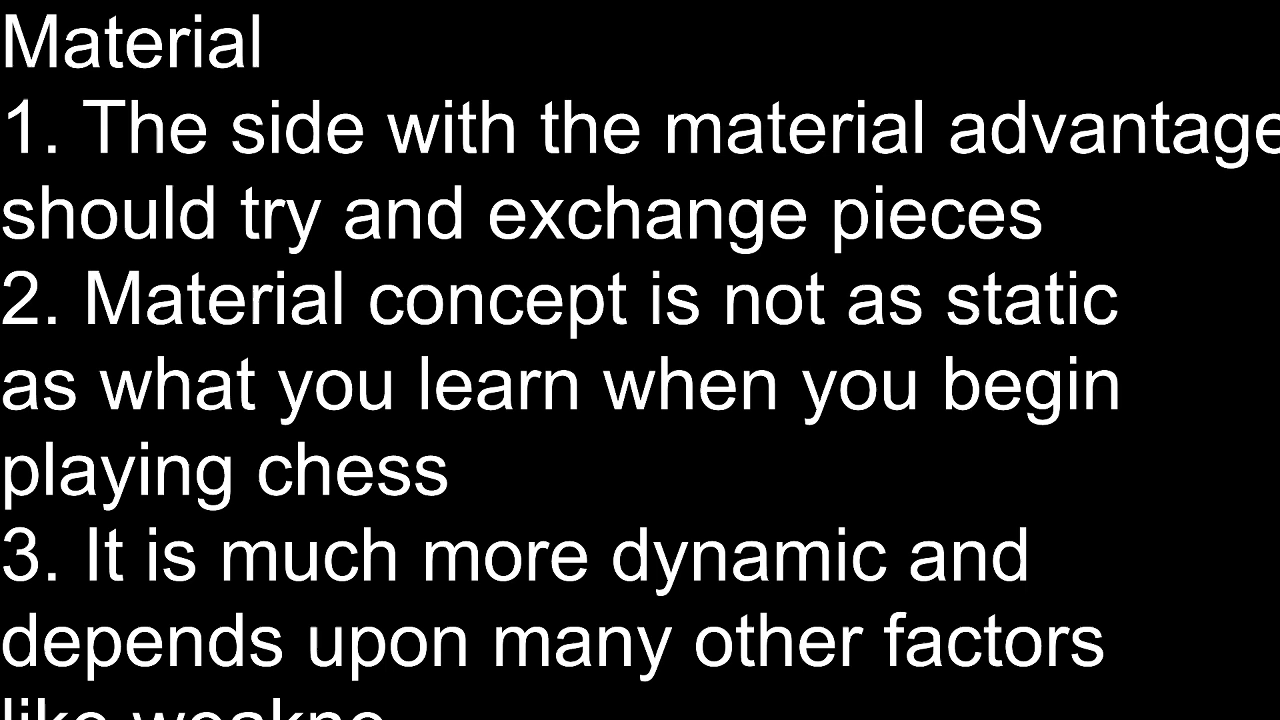 Material
1. The side with the material advantage
should try and exchange pieces
2. Material concept is not as static
as what you learn when you begin
playing chess
3. It is much more dynamic and
depends upon many other factors
like weakne